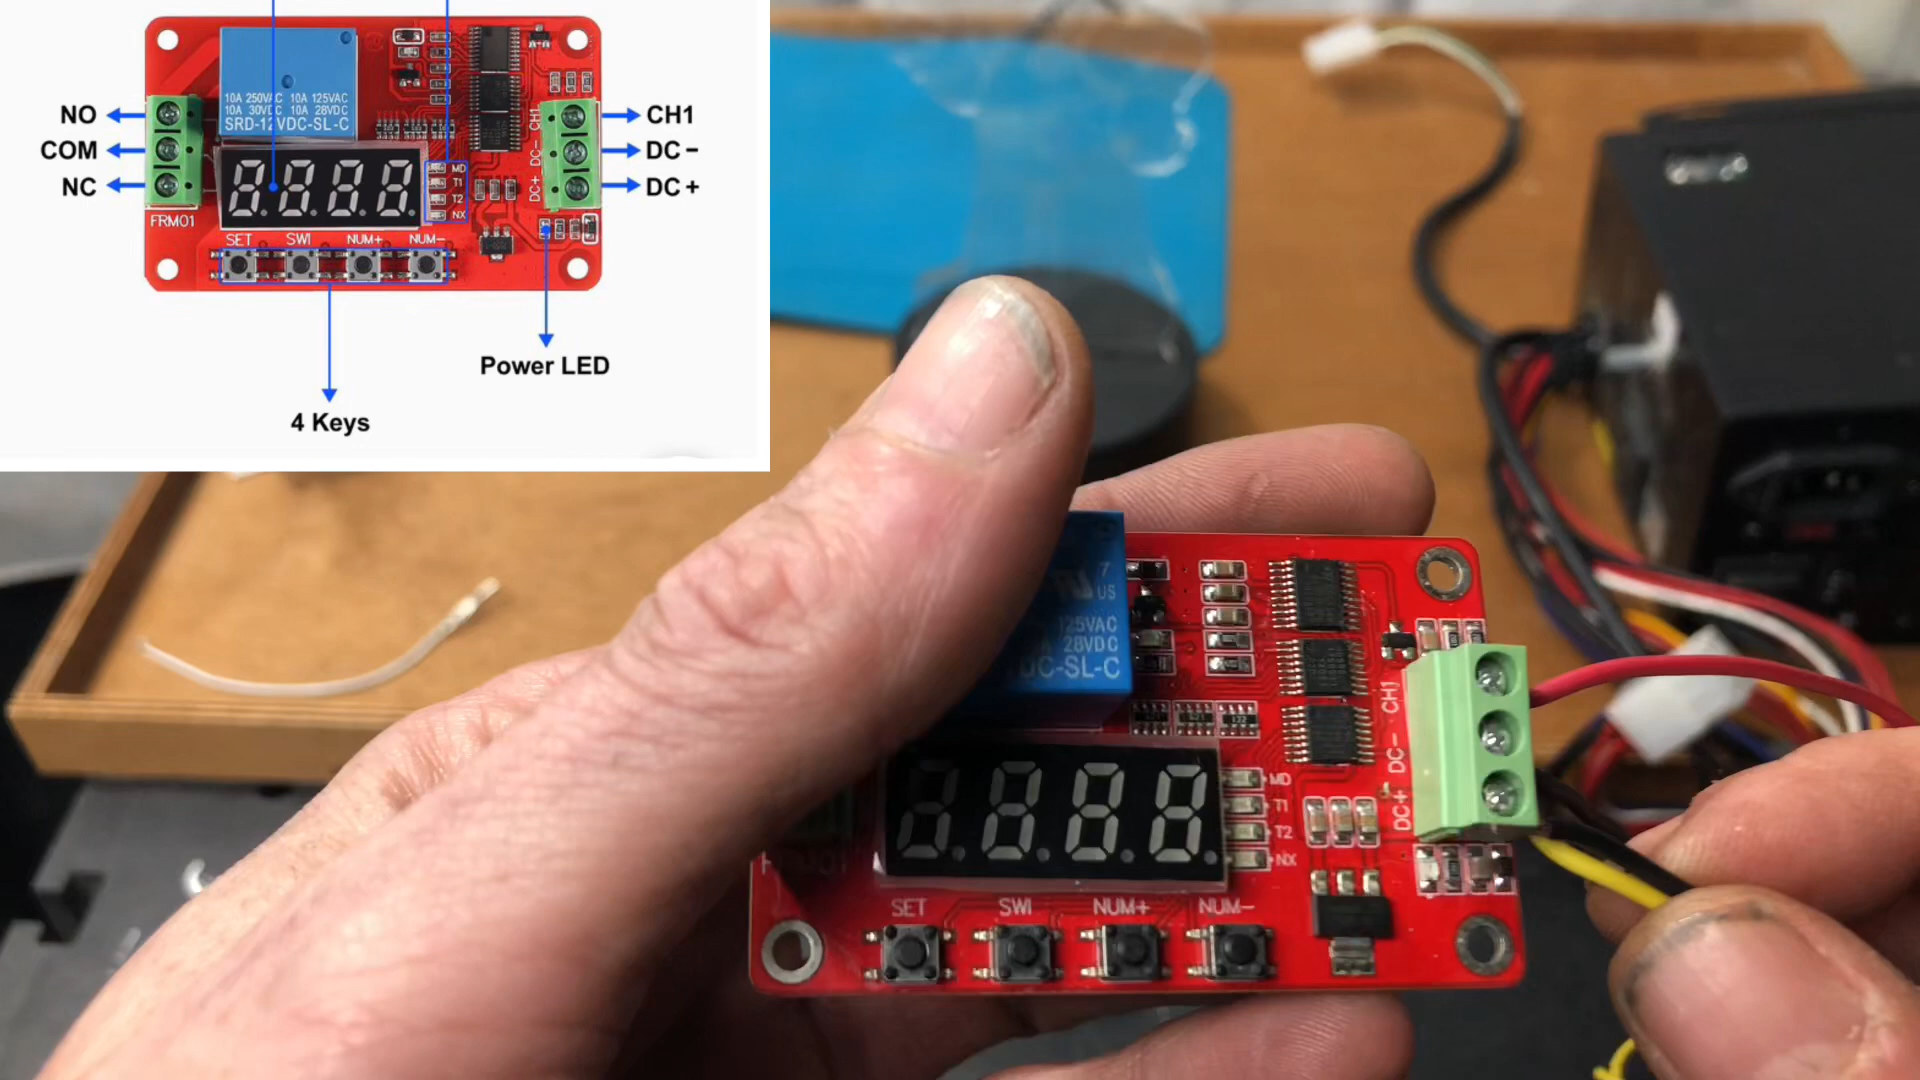 10A 250VAC 10A 125VAC
10A 30VDC 10A 28VDC
SRD-12VDC-SL-C
NO
COM
NC
CH1
DC-
DC+
CH1
DC-
DC+
MD
T1
T2
NX
FRM01
SET SWI NUM+ NUM-
Power LED
4 Keys
7
US
125VAC
28VDC
DC-SL-C
CH1
DC-
DC+
MD
T1
T2
NX
SET SWI NUM+ NUM-